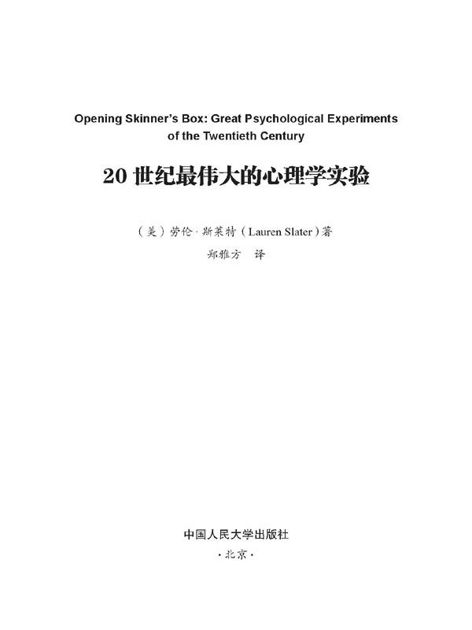 Opening Skinner's Box: Great Psychological Experiments
of the Twentieth Century
20 世纪最伟大的心理学实验
（美）劳伦·斯莱特（Lauren Slater）著
郑雅方 译
中国人民大学出版社
·北京·